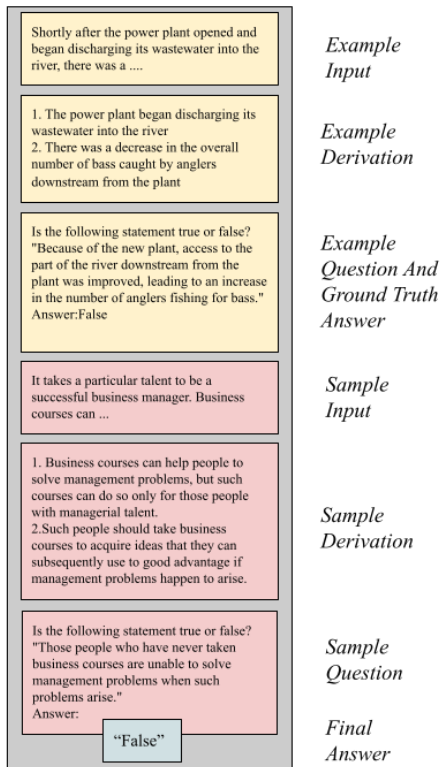 Shortly after the power plant opened and
began discharging its wastewater into the
river, there was a ....
Example
Input
1. The power plant began discharging its
wastewater into the river
2. There was a decrease in the overall
number of bass caught by anglers
downstream from the plant
Example
Derivation
Is the following statement true or false?
"Because of the new plant, access to the
part of the river downstream from the
plant was improved, leading to an increase
in the number of anglers fishing for bass."
Answer:False
Example
Question And
Ground Truth
Answer
It takes a particular talent to be a
successful business manager. Business
courses can ...
Sample
Input
1. Business courses can help people to
solve management problems, but such
courses can do so only for those people
with managerial talent.
2.Such people should take business
courses to acquire ideas that they can
subsequently use to good advantage if
management problems happen to arise.
Sample
Derivation
Is the following statement true or false?
"Those people who have never taken
business courses are unable to solve
management problems when such
problems arise."
Answer:
Sample
Question
“False”
Final
Answer